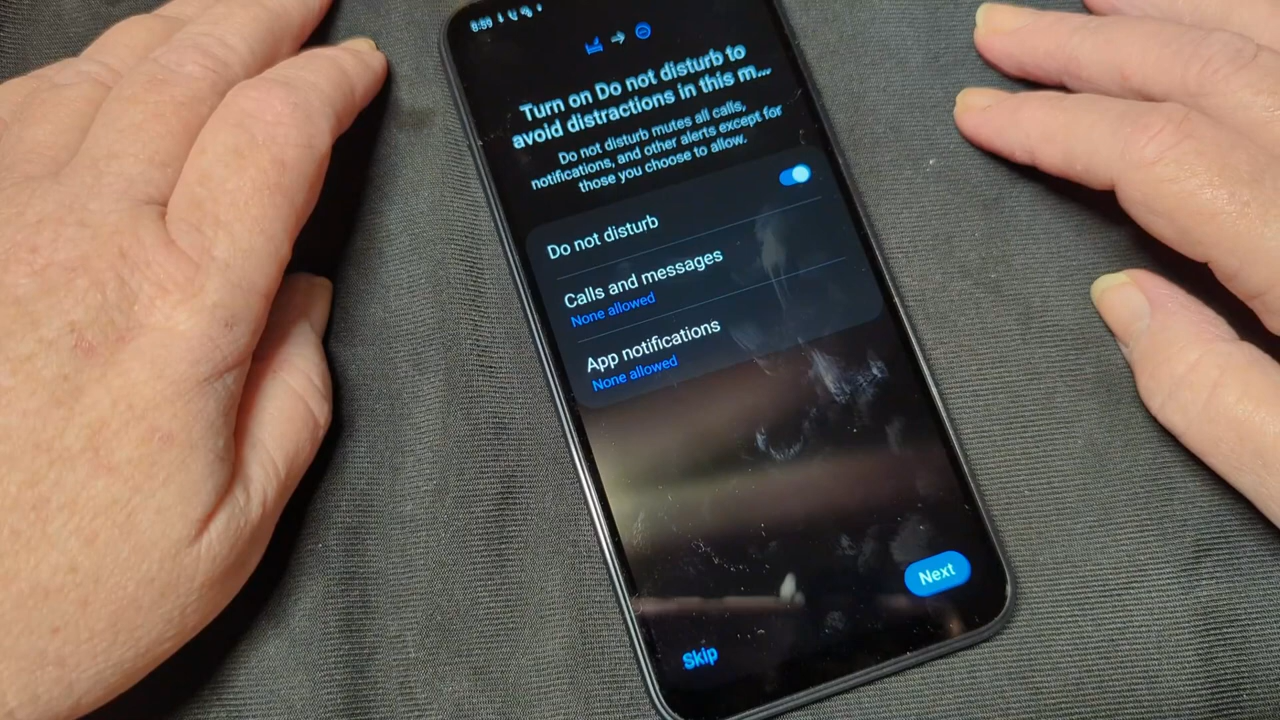 8:59
Turn on Do not disturb to
avoid distractions in this m...
Do not disturb mutes all calls,
notifications, and other alerts except for
those you choose to allow.
Do not disturb
Calls and messages
None allowed
App notifications
None allowed
Next
Skip